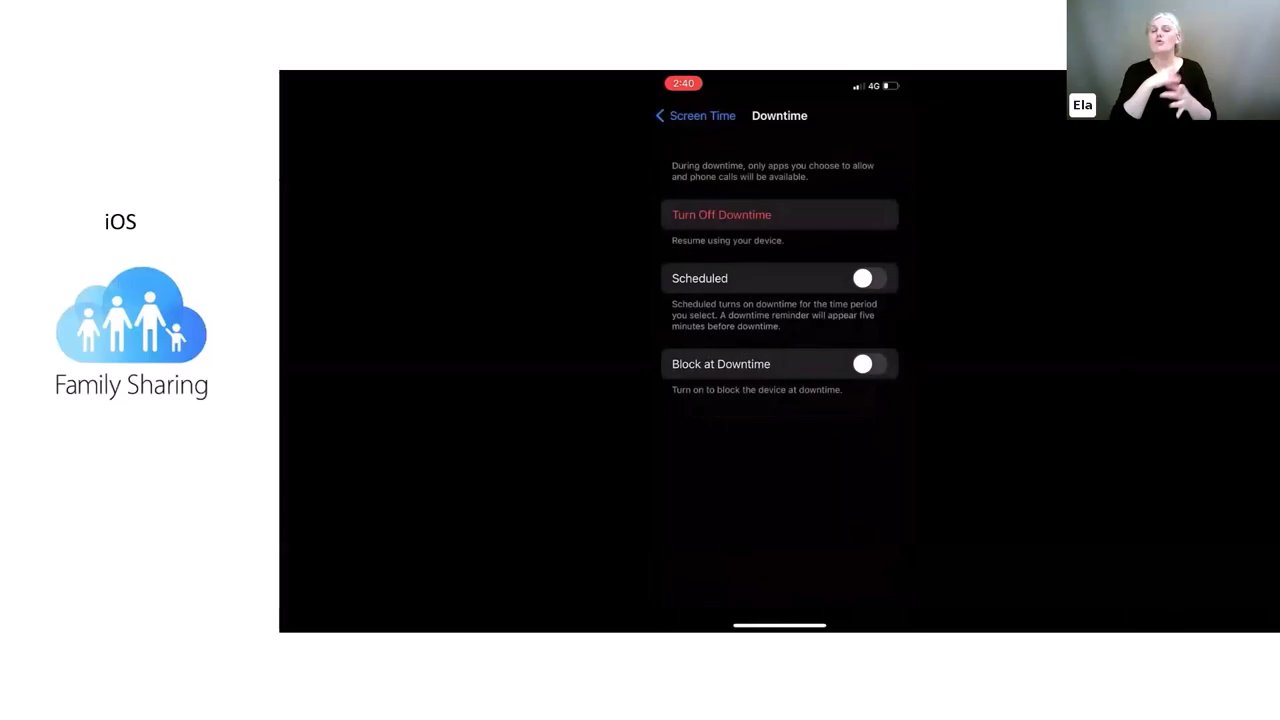 Ela
2:40
4G
Screen Time
Downtime
During downtime, only apps you choose to allow
and phone calls will be available.
Turn Off Downtime
Resume using your device.
Scheduled
Scheduled turns on downtime for the time period
you select. A downtime reminder will appear five
minutes before downtime.
Block at Downtime
Turn on to block the device at downtime.
iOS
Family Sharing